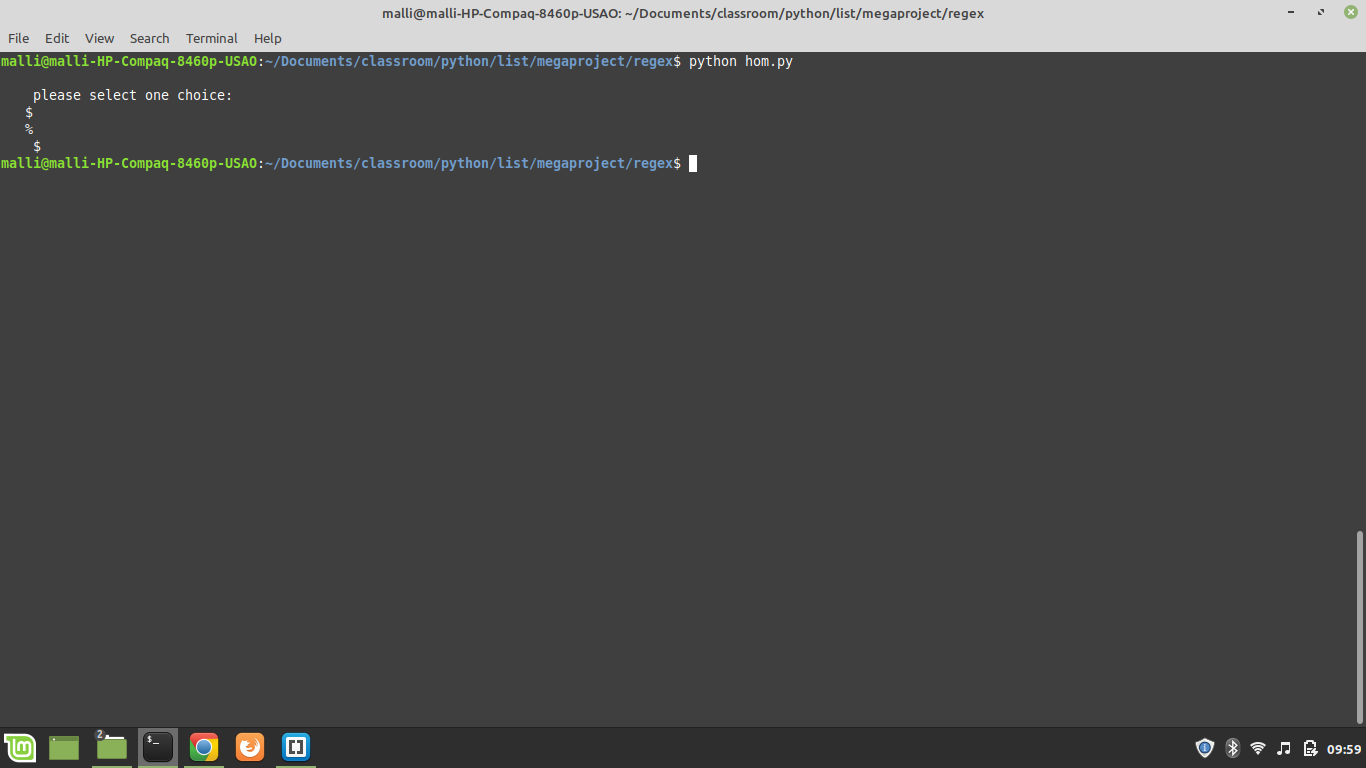 malli@malli-HP-Compaq-8460p-USAO: ~/Documents/classroom/python/list/megaproject/regex
File Edit View Search Terminal Help
malli@malli-HP-Compaq-8460p-USAO:~/Documents/classroom/python/list/megaproject/regex$ python hom.py
please select one choice:
$
%
$
malli@malli-HP-Compaq-8460p-USAO:~/Documents/classroom/python/list/megaproject/regex$
2
$_
09:59